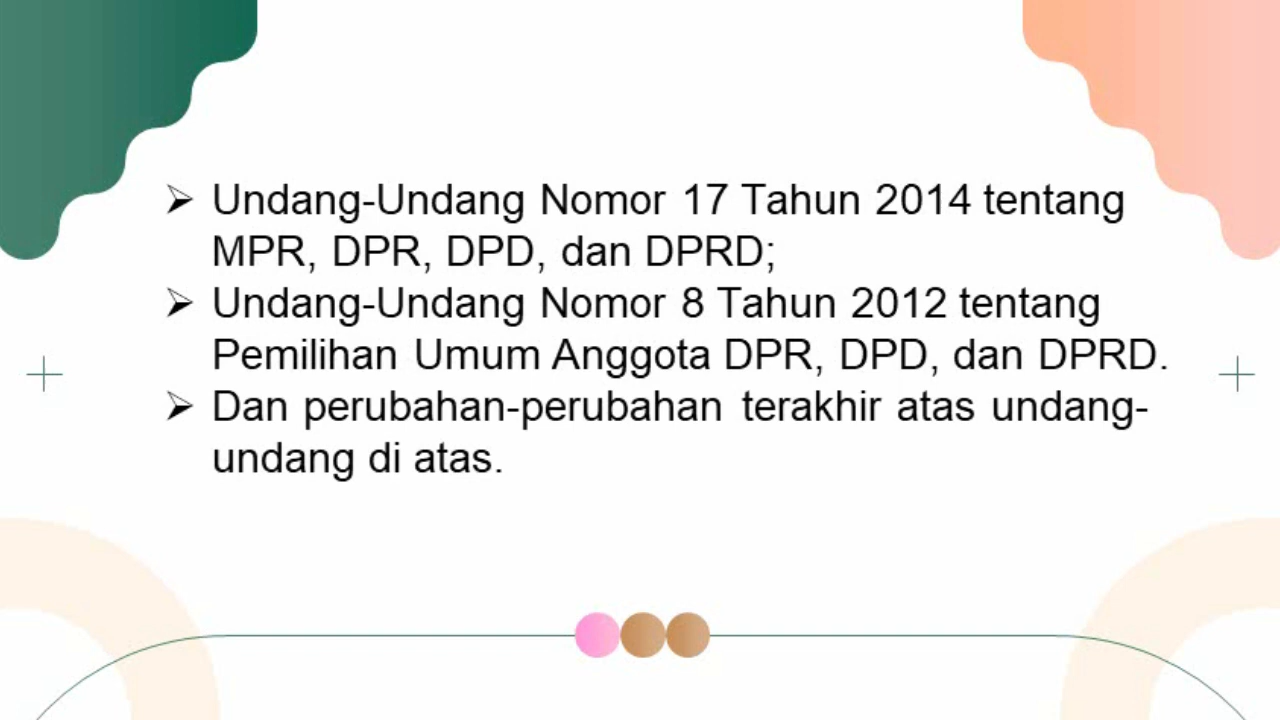 ➢ Undang-Undang Nomor 17 Tahun 2014 tentang
MPR, DPR, DPD, dan DPRD;
➢ Undang-Undang Nomor 8 Tahun 2012 tentang
Pemilihan Umum Anggota DPR, DPD, dan DPRD.
➢ Dan perubahan-perubahan terakhir atas undang-
undang di atas.